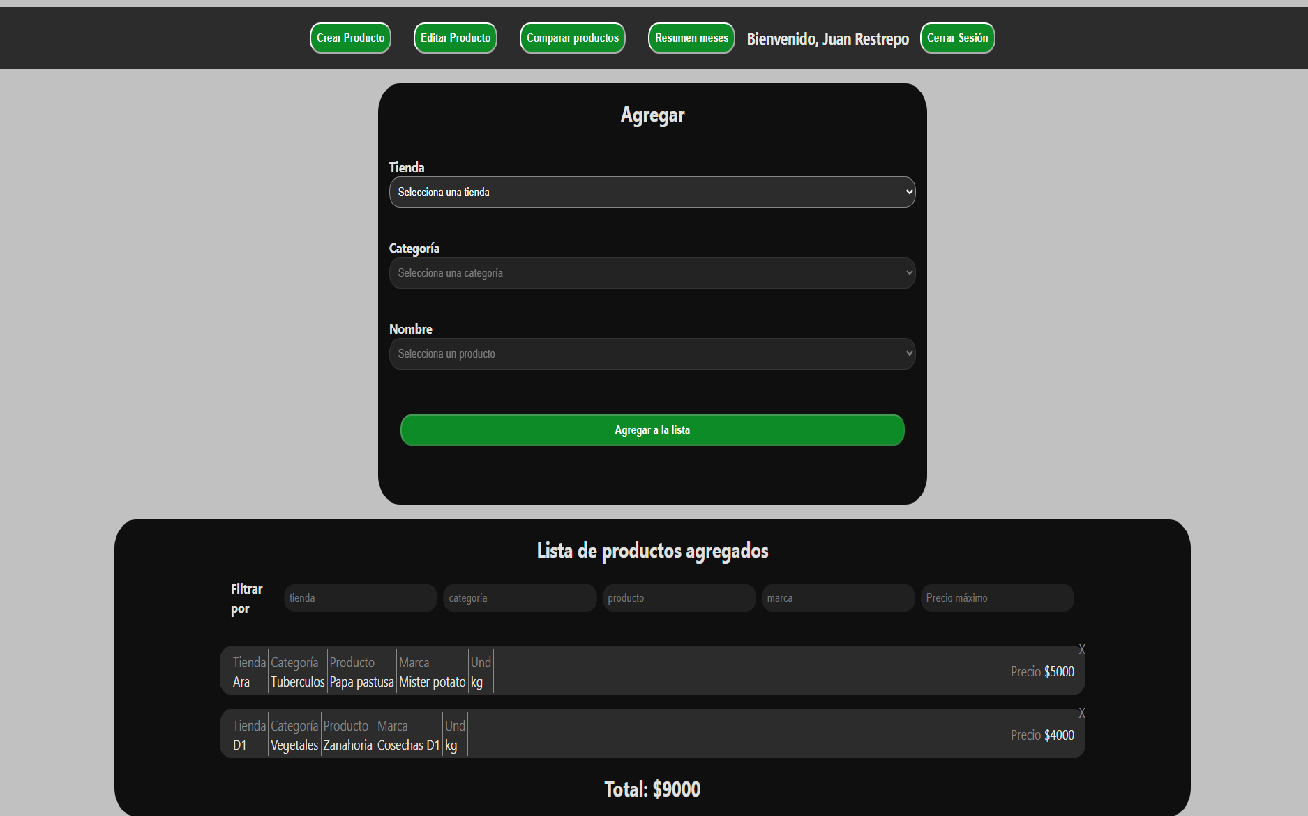 Crear Producto Editar Producto Comparar productos Resumen meses Bienvenido, Juan Restrepo Cerrar Sesión
Agregar
Tienda
Selecciona una tienda
Categoría
Selecciona una categoría
Nombre
Selecciona un producto
Agregar a la lista
Lista de productos agregados
Filtrar
por
tienda categoría producto marca Precio máximo
X
Tienda Categoría Producto Marca Und
Ara Tuberculos Papa pastusa Mister potato kg
Precio $5000
X
Tienda Categoría Producto Marca Und
D1 Vegetales Zanahoria Cosechas D1 kg
Precio $4000
Total: $9000